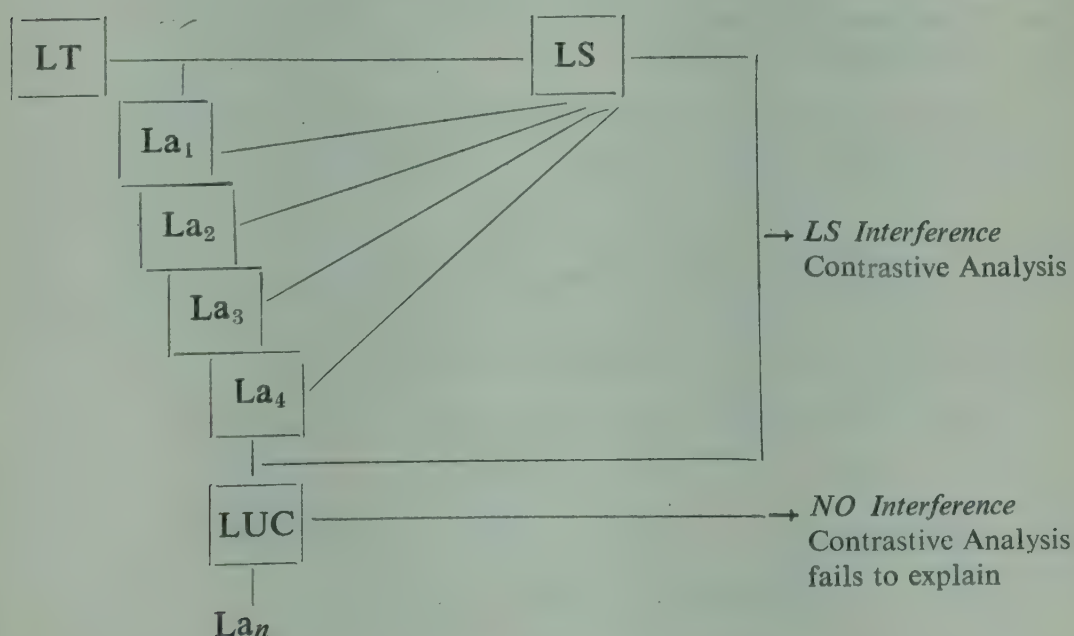 LT
LS
La₁
La₂
La₃
La₄
→ LS Interference
Contrastive Analysis
LUC
→ NO Interference
Contrastive Analysis
fails to explain
Lan